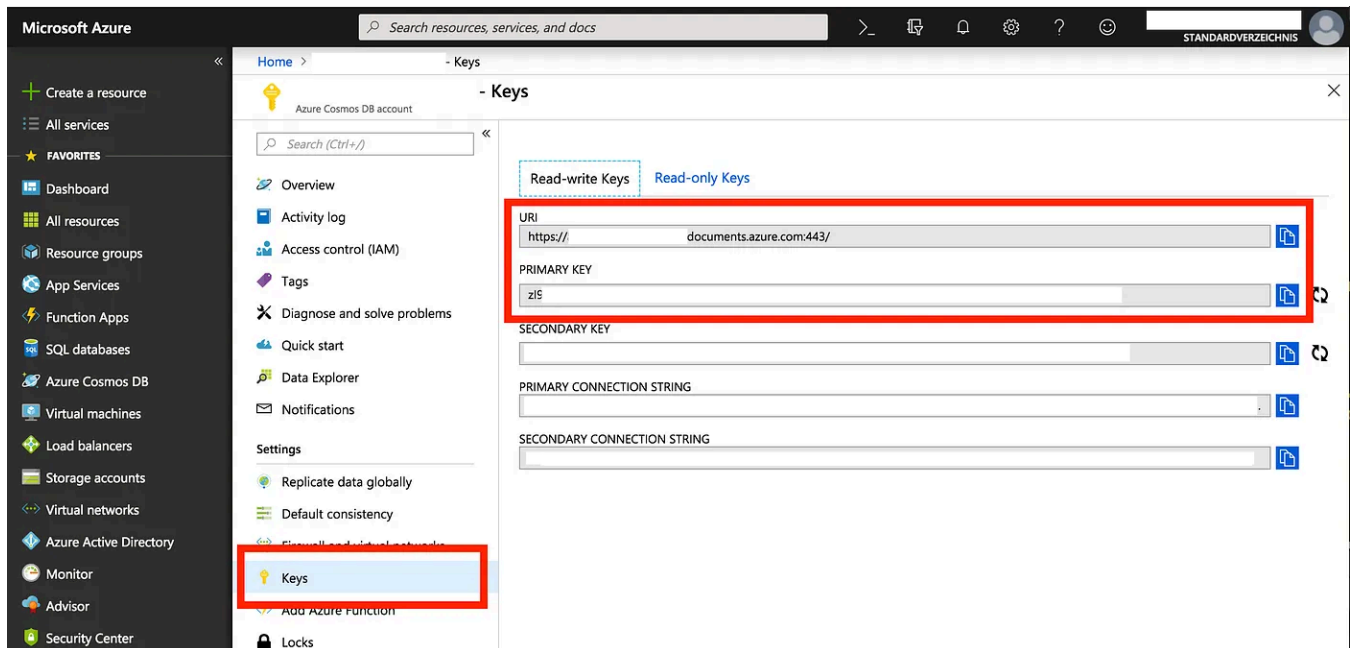 Microsoft Azure
Search resources, services, and docs
STANDARDVERZEICHNIS
Create a resource
All services
FAVORITES
Dashboard
All resources
Resource groups
App Services
Function Apps
SQL databases
Azure Cosmos DB
Virtual machines
Load balancers
Storage accounts
Virtual networks
Azure Active Directory
Monitor
Advisor
Security Center
Home > - Keys
- Keys
Azure Cosmos DB account
Search (Ctrl+/)
Overview
Activity log
Access control (IAM)
Tags
Diagnose and solve problems
Quick start
Data Explorer
Notifications
Settings
Replicate data globally
Default consistency
Firewall and virtual networks
Keys
Add Azure Function
Locks
Read-write Keys
Read-only Keys
URI
https:// documents.azure.com:443/
PRIMARY KEY
SECONDARY KEY
PRIMARY CONNECTION STRING
SECONDARY CONNECTION STRING